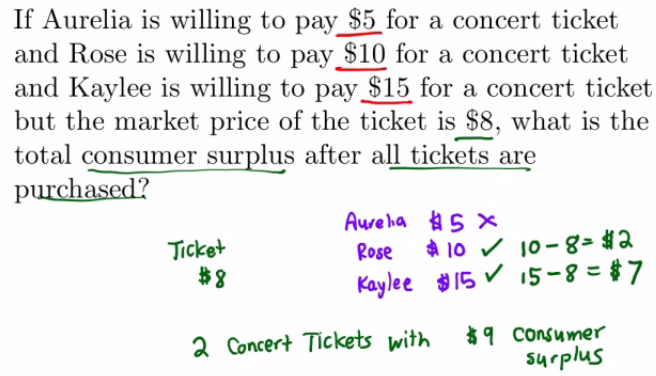 If Aurelia is willing to pay $5 for a concert ticket
and Rose is willing to pay $10 for a concert ticket
and Kaylee is willing to pay $15 for a concert ticket
but the market price of the ticket is $8, what is the
total consumer surplus after all tickets are
purchased?
Aurelia $5 ×
Ticket Rose $10 ✓ 10-8=$2
$8 Kaylee $15 ✓ 15-8=$7
2 Concert Tickets with $9 Consumer
surplus